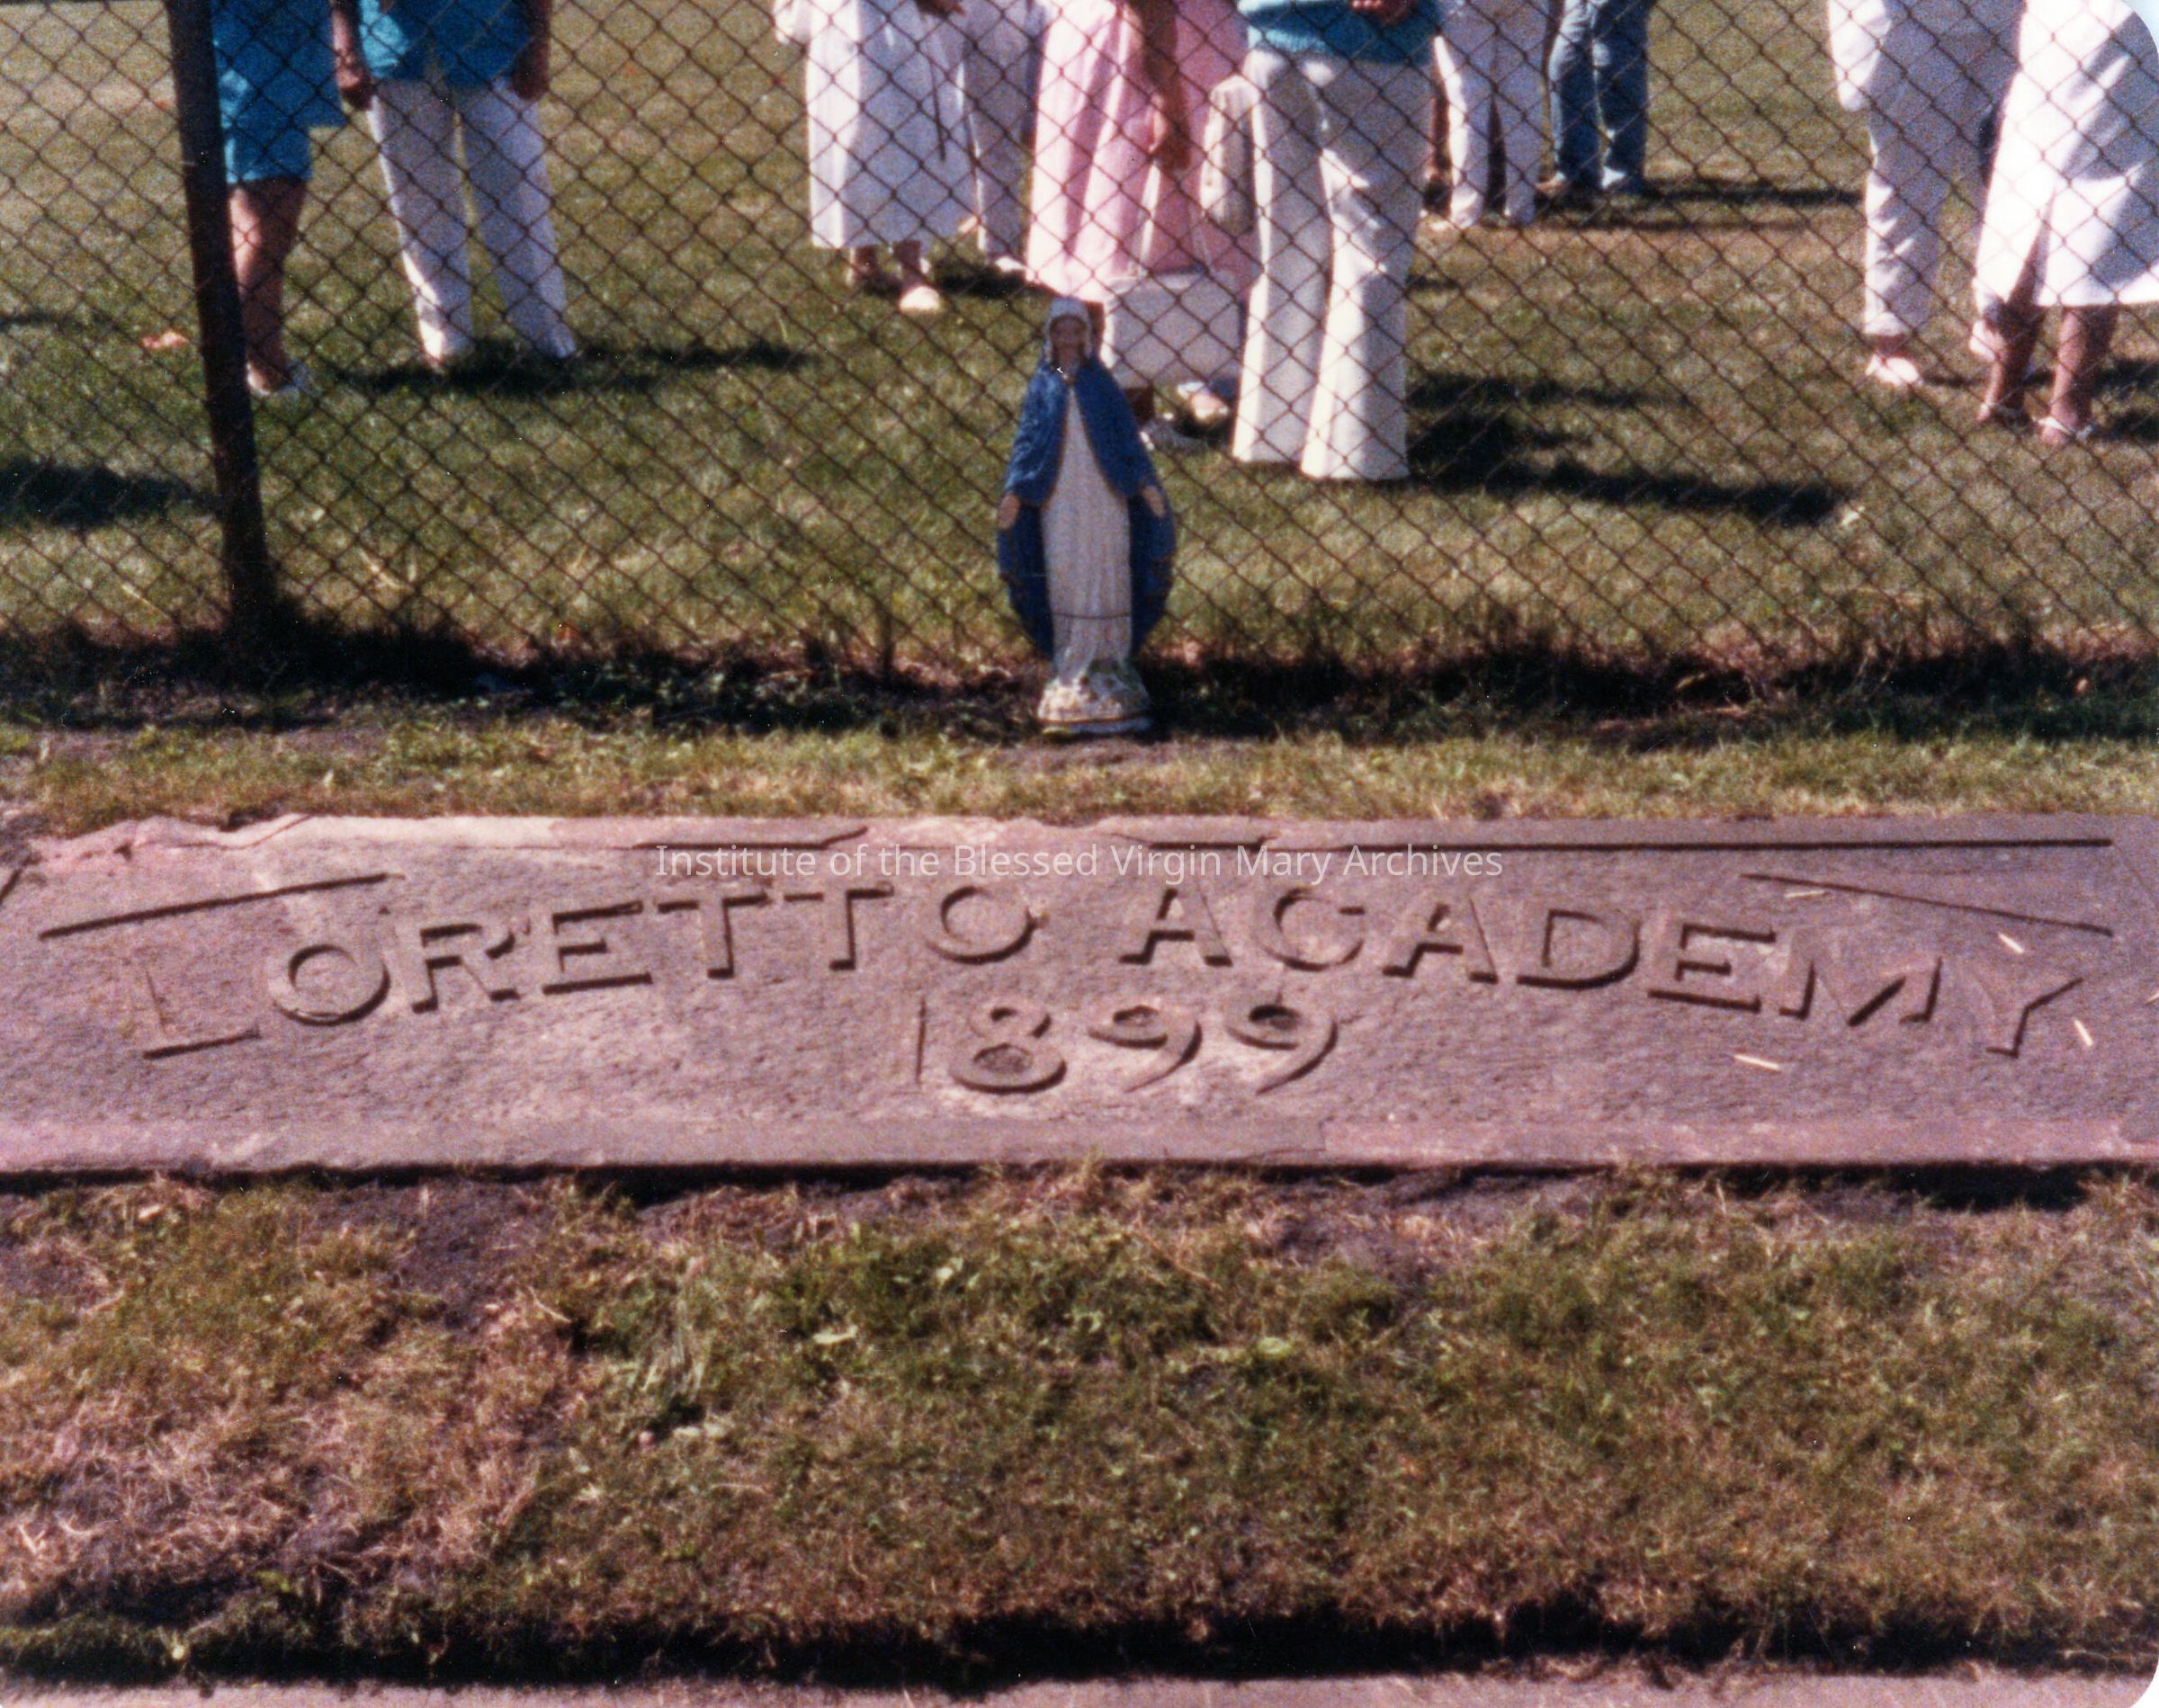 Institute of the Blessed Virgin Mary Archives
LORETTO ACADEMY
1899